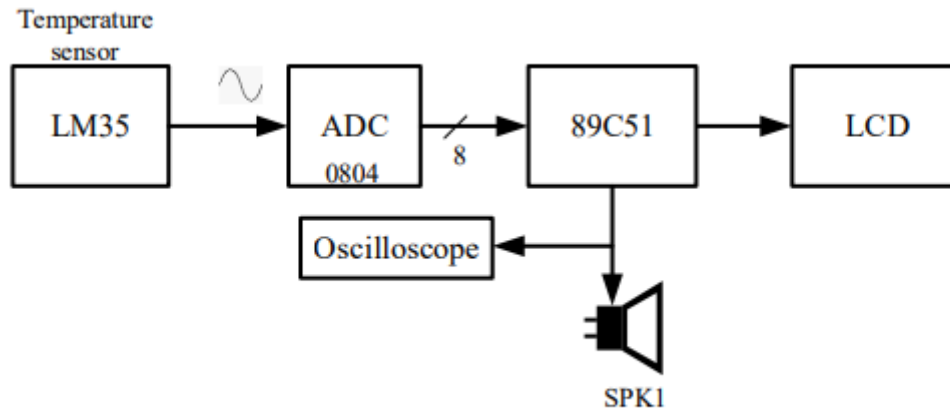 Temperature
sensor
LM35
ADC
0804
8
89C51
LCD
Oscilloscope
SPK1